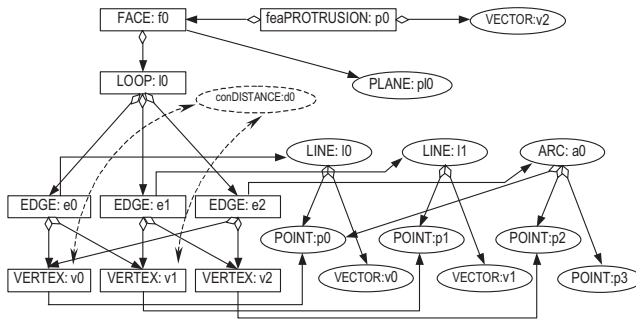 FACE: f0
feaPROTRUSION: p0
VECTOR:v2
LOOP: l0
conDISTANCE:d0
PLANE: pl0
LINE: l0
LINE: l1
ARC: a0
EDGE: e0
EDGE: e1
EDGE: e2
POINT:p0
POINT:p1
POINT:p2
VERTEX: v0
VERTEX: v1
VERTEX: v2
VECTOR:v0
VECTOR:v1
POINT:p3